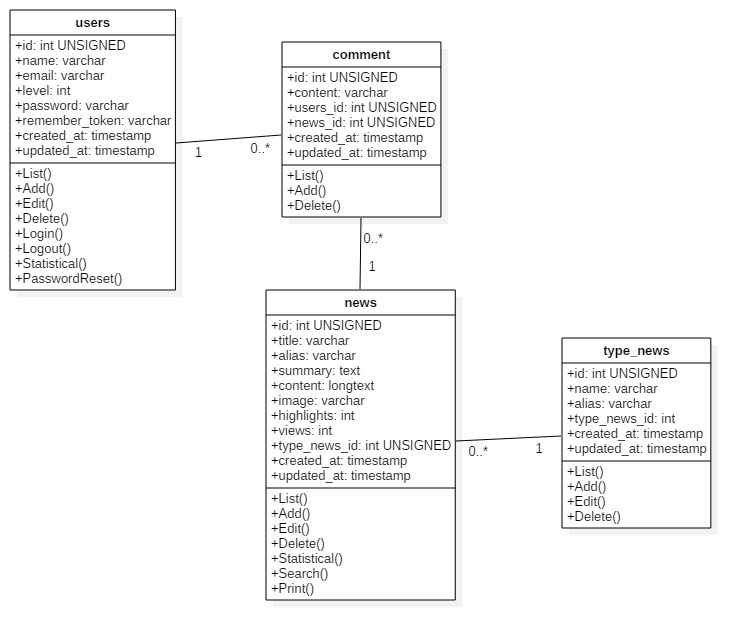 users
+id: int UNSIGNED
+name: varchar
+email: varchar
+level: int
+password: varchar
+remember_token: varchar
+created_at: timestamp
+updated_at: timestamp
+List()
+Add()
+Edit()
+Delete()
+Login()
+Logout()
+Statistical()
+PasswordReset()
1
0..*
comment
+id: int UNSIGNED
+content: varchar
+users_id: int UNSIGNED
+news_id: int UNSIGNED
+created_at: timestamp
+updated_at: timestamp
+List()
+Add()
+Delete()
0..*
1
news
+id: int UNSIGNED
+title: varchar
+alias: varchar
+summary: text
+content: longtext
+image: varchar
+highlights: int
+views: int
+type_news_id: int UNSIGNED
+created_at: timestamp
+updated_at: timestamp
+List()
+Add()
+Edit()
+Delete()
+Statistical()
+Search()
+Print()
0..*
1
type_news
+id: int UNSIGNED
+name: varchar
+alias: varchar
+type_news_id: int
+created_at: timestamp
+updated_at: timestamp
+List()
+Add()
+Edit()
+Delete()